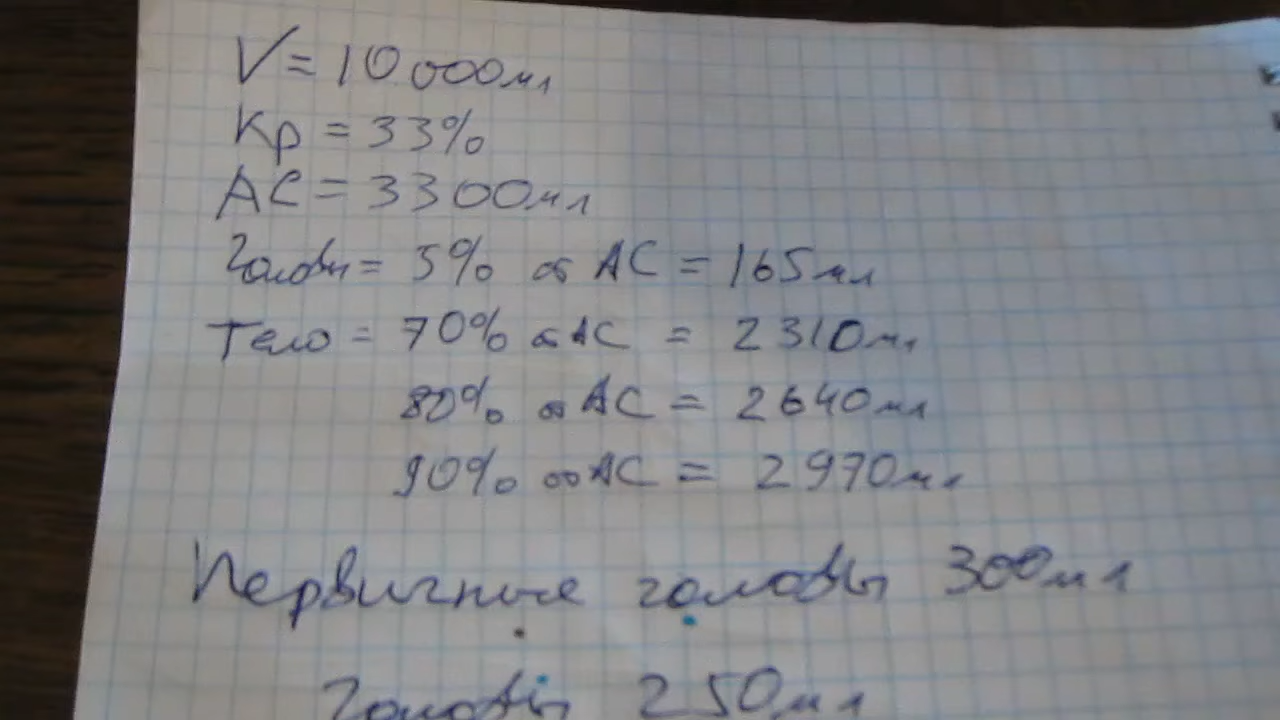 V = 10 000мл
Кр = 33%
АС = 3300мл
Головы = 5% от АС = 165мл
Тело = 70% от АС = 2310мл
80% от АС = 2640мл
90% от АС = 2970мл
Первичные головы 300мл
Головы 250мл